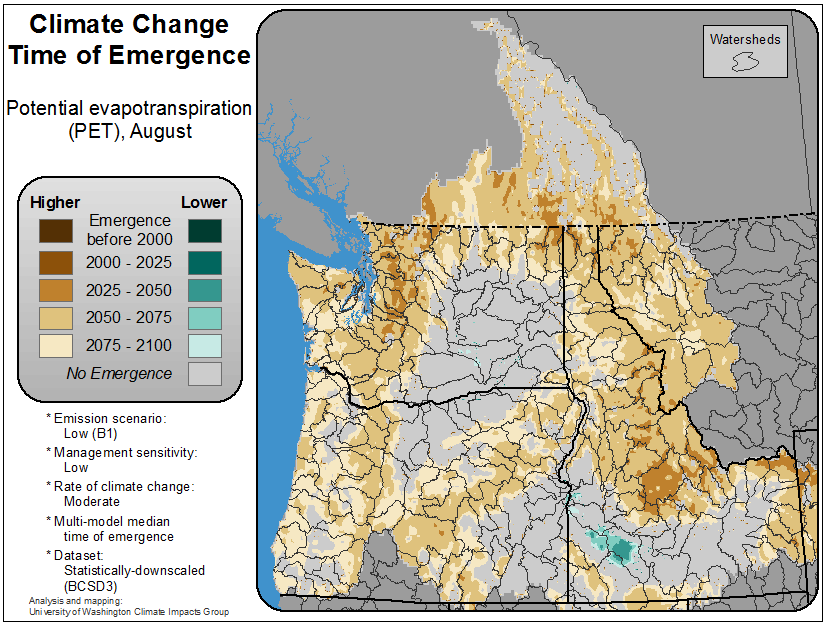 Climate Change
Time of Emergence
Potential evapotranspiration
(PET), August
Higher
Lower
Emergence
before 2000
2000 - 2025
2025 - 2050
2050 - 2075
2075 - 2100
No Emergence
* Emission scenario:
Low (B1)
* Management sensitivity:
Low
* Rate of climate change:
Moderate
* Multi-model median
time of emergence
* Dataset:
Statistically-downscaled
(BCSD3)
Analysis and mapping:
University of Washington Climate Impacts Group
Watersheds